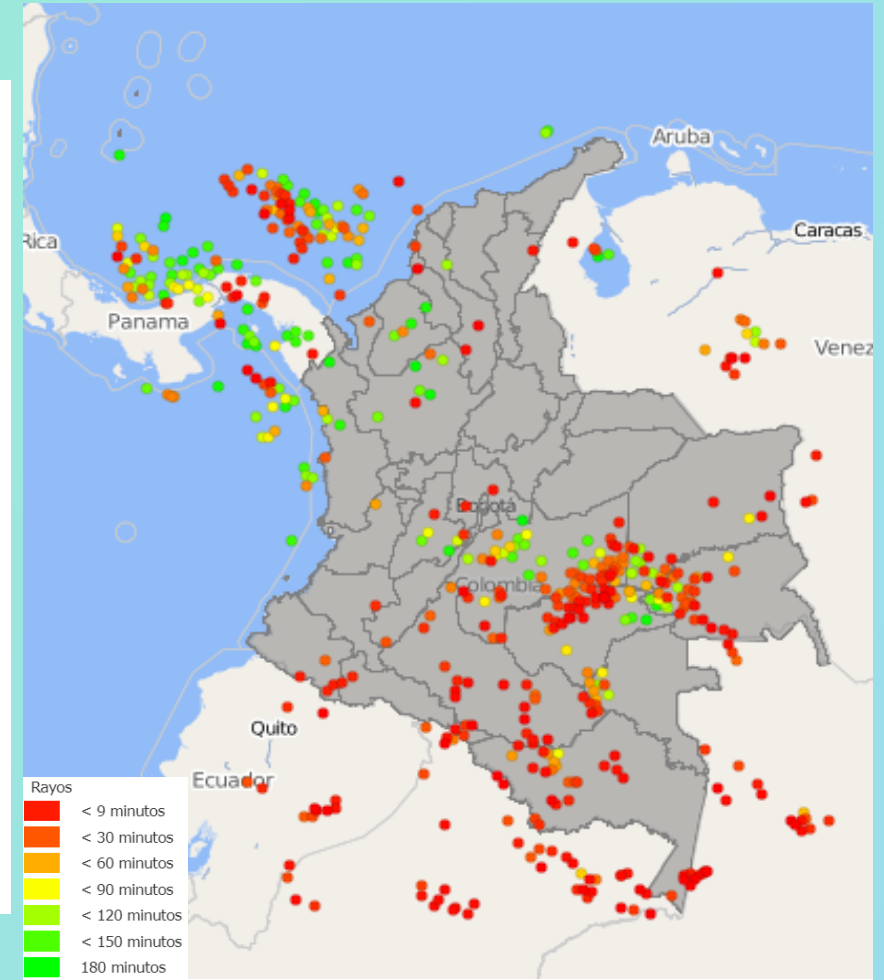 Aruba
Caracas
Rica
Panama
Venez
Bogotá
Colombia
Quito
Ecuador
Rayos
< 9 minutos
< 30 minutos
< 60 minutos
< 90 minutos
< 120 minutos
< 150 minutos
180 minutos